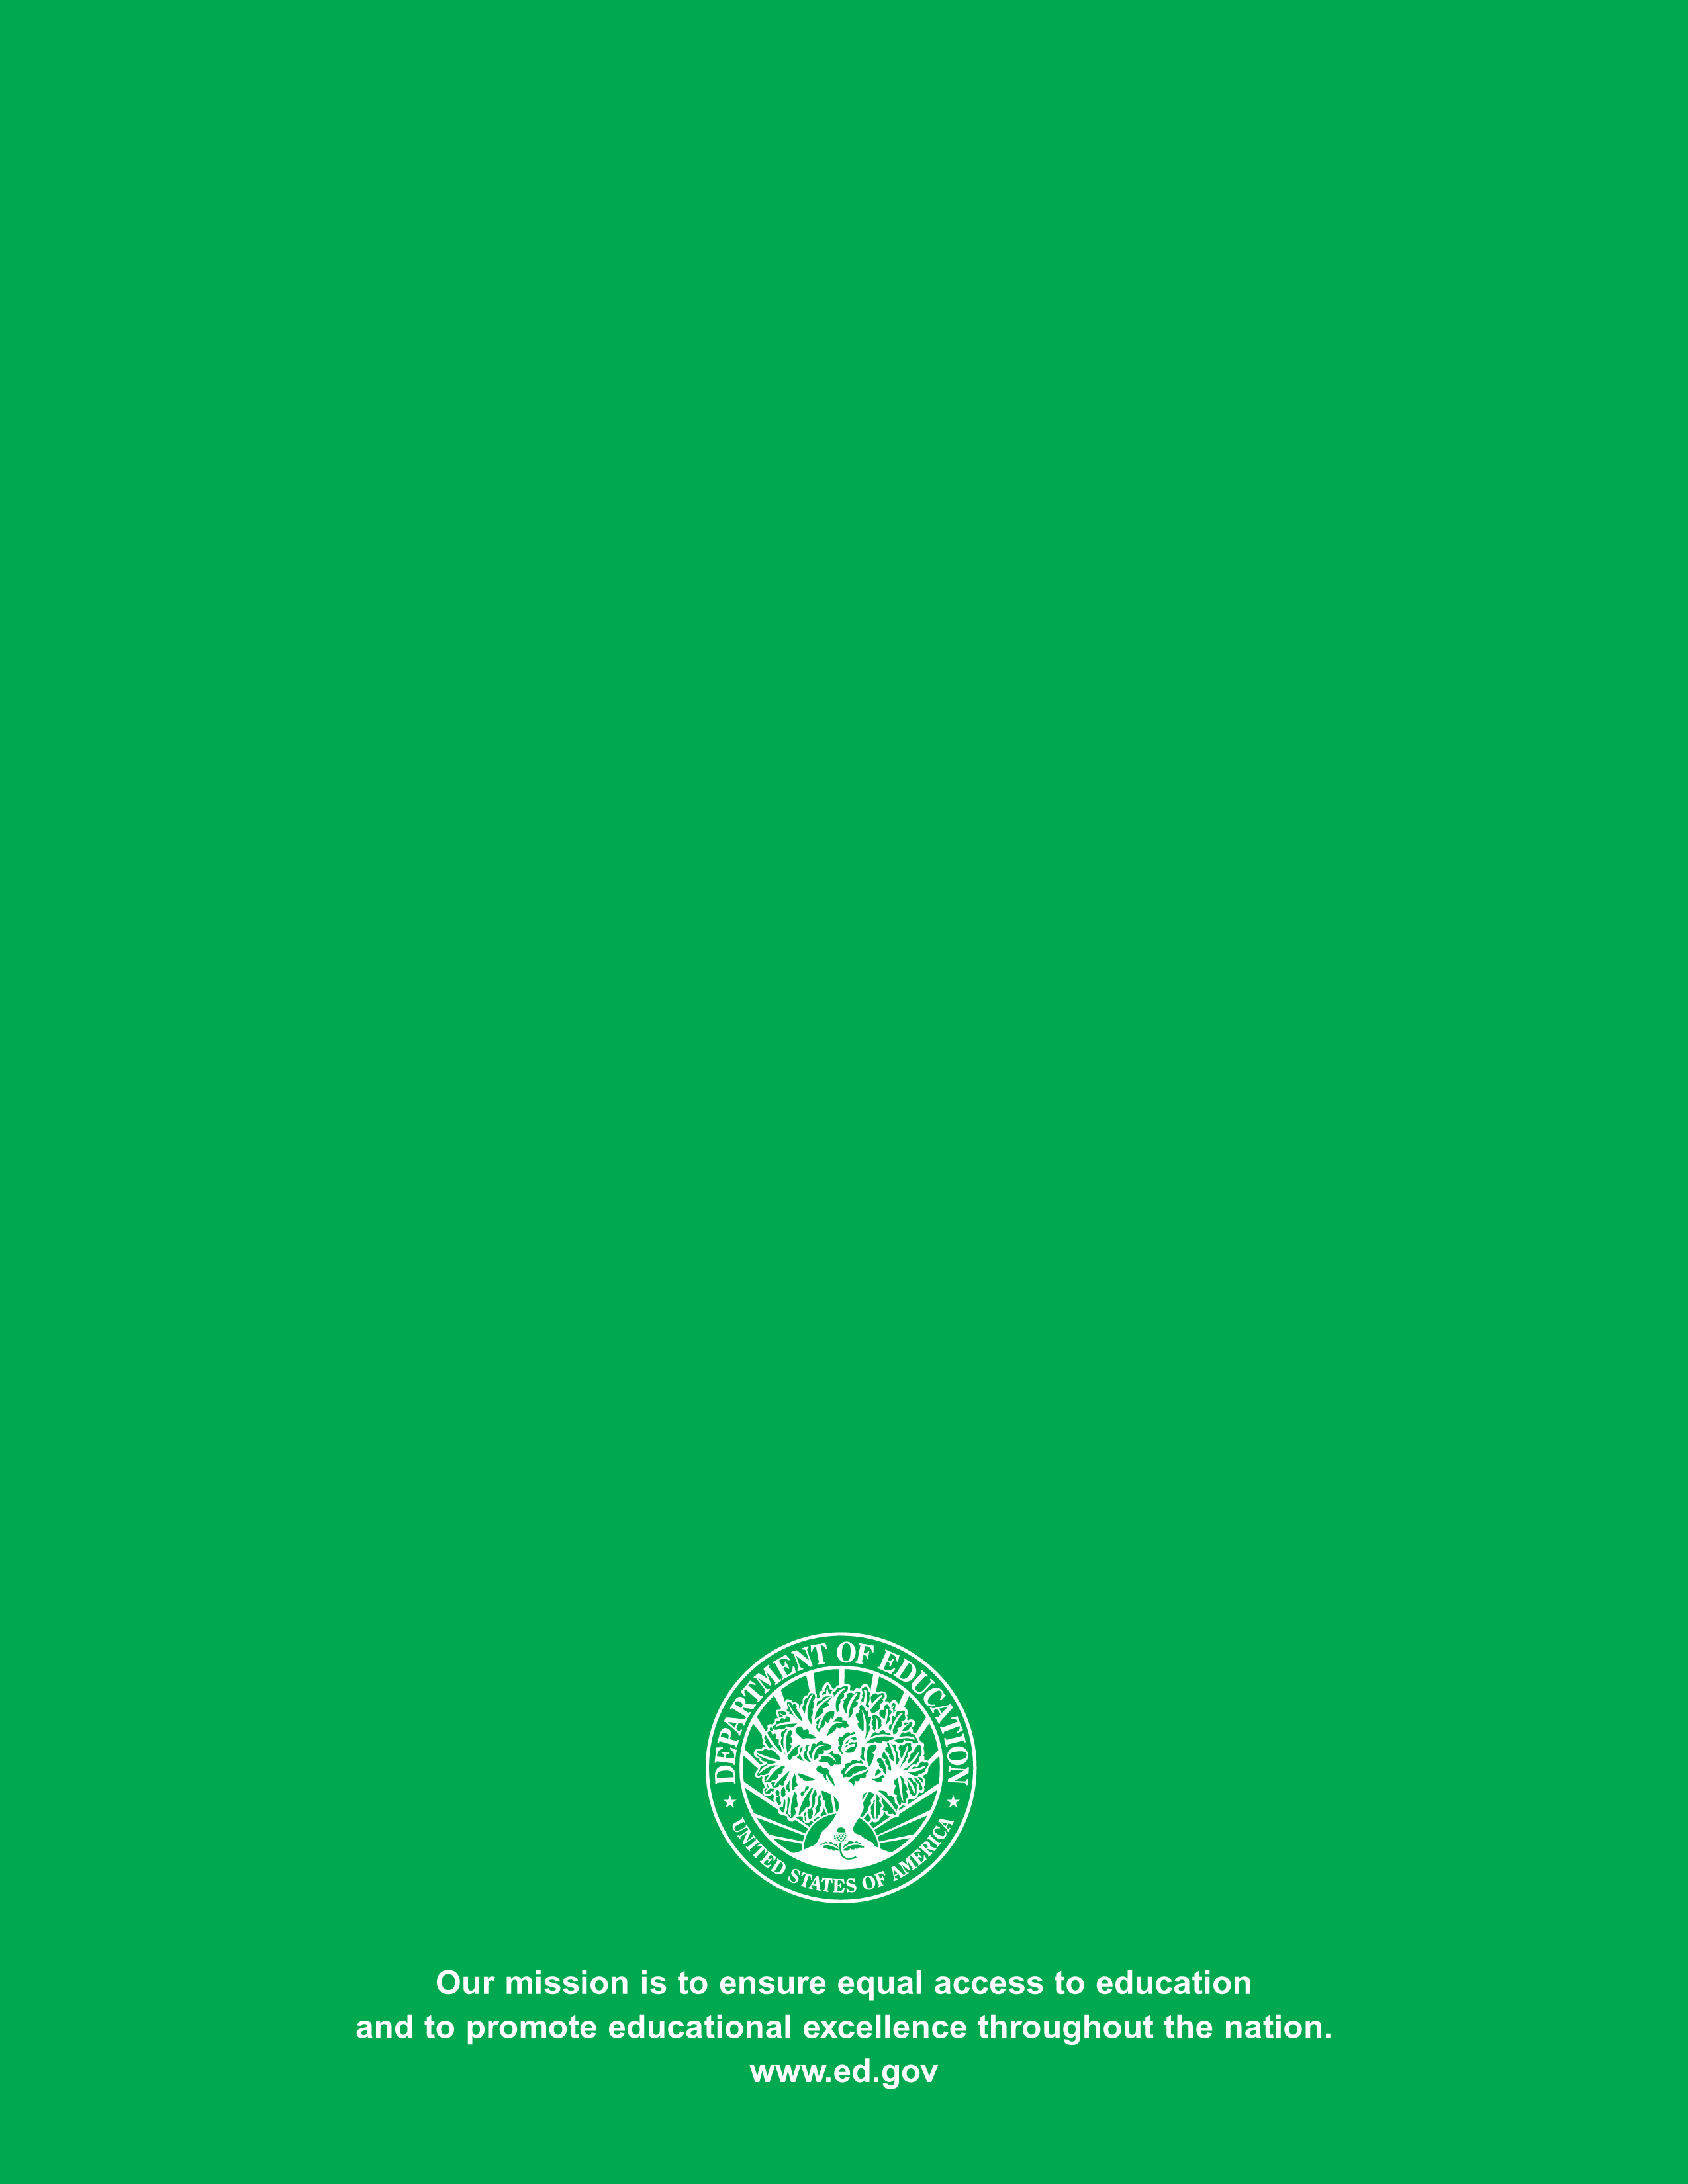 DEPARTMENT OF EDUCATION
UNITED STATES OF AMERICA
Our mission is to ensure equal access to education
and to promote educational excellence throughout the nation.
www.ed.gov